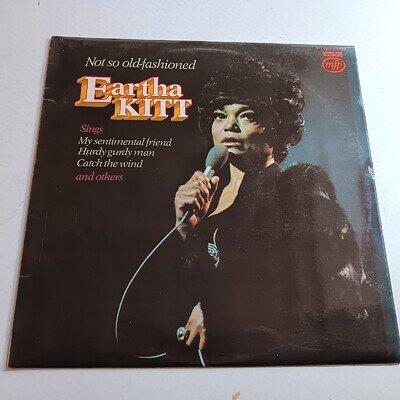 Not so old-fashioned
Eartha
KITT
mfp
Sings
My sentimental friend
Hurdy gurdy man
Catch the wind
and others